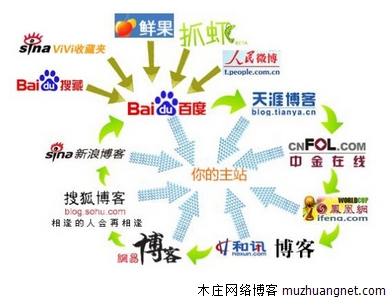 鲜果
抓虾
BETA
sina ViVi收藏夹
人民微博
t.people.com.cn
Baidu搜藏
Baidu百度
天涯博客
blog.tianya.cn
CNFOL.COM
中金在线
sina新浪博客
你的主站
搜狐博客
blog.sohu.com
相逢的人会再相逢
WORLDCUP
凤凰网
ifeng.com
網易博客
和讯
hexun.com
博客
木庄网络博客 muzhuangnet.com